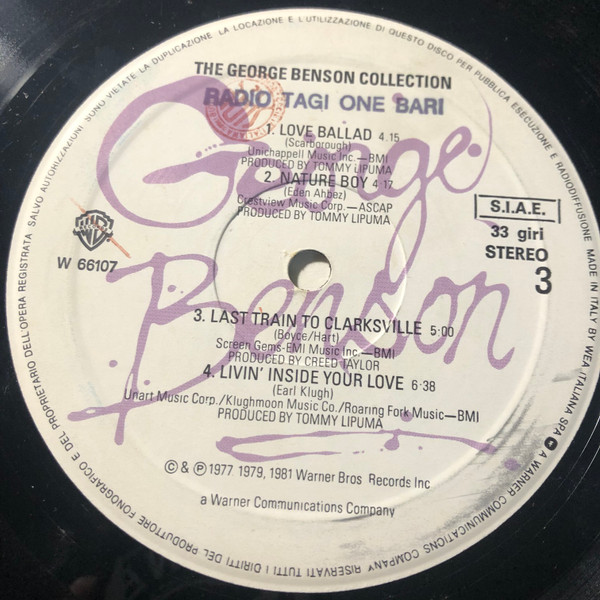 SALVO AUTORIZZAZIONI SONO VIETATE LA DUPLICAZIONE, LA LOCAZIONE E L'UTILIZZAZIONE DI QUESTO DISCO PER PUBBLICA ESECUZIONE E RADIODIFFUSIONE
MADE IN ITALY BY WEA ITALIANA SPA
A WARNER COMMUNICATIONS COMPANY
RISERVATI TUTTI I DIRITTI DEL PRODUTTORE FONOGRAFICO E DEL PROPRIETARIO DELL'OPERA REGISTRATA
THE GEORGE BENSON COLLECTION
RADIO TAGI ONE BARI
George
Benson
1. LOVE BALLAD 4.15
(Scarborough)
Unichappell Music Inc.—BMI
PRODUCED BY TOMMY LIPUMA
2. NATURE BOY 4·17
(Eden Ahbez)
Crestview Music Corp.—ASCAP
PRODUCED BY TOMMY LIPUMA
S.I.A.E.
33 giri
STEREO
3
W 66107
3. LAST TRAIN TO CLARKSVILLE 5:00
(Boyce/Hart)
Screen Gems-EMI Music Inc.—BMI
PRODUCED BY CREED TAYLOR
4. LIVIN' INSIDE YOUR LOVE 6·38
(Earl Klugh)
Unart Music Corp./Klughmoon Music Co./Roaring Fork Music—BMI
PRODUCED BY TOMMY LIPUMA
© & ℗ 1977 1979, 1981 Warner Bros Records Inc
a Warner Communications Company